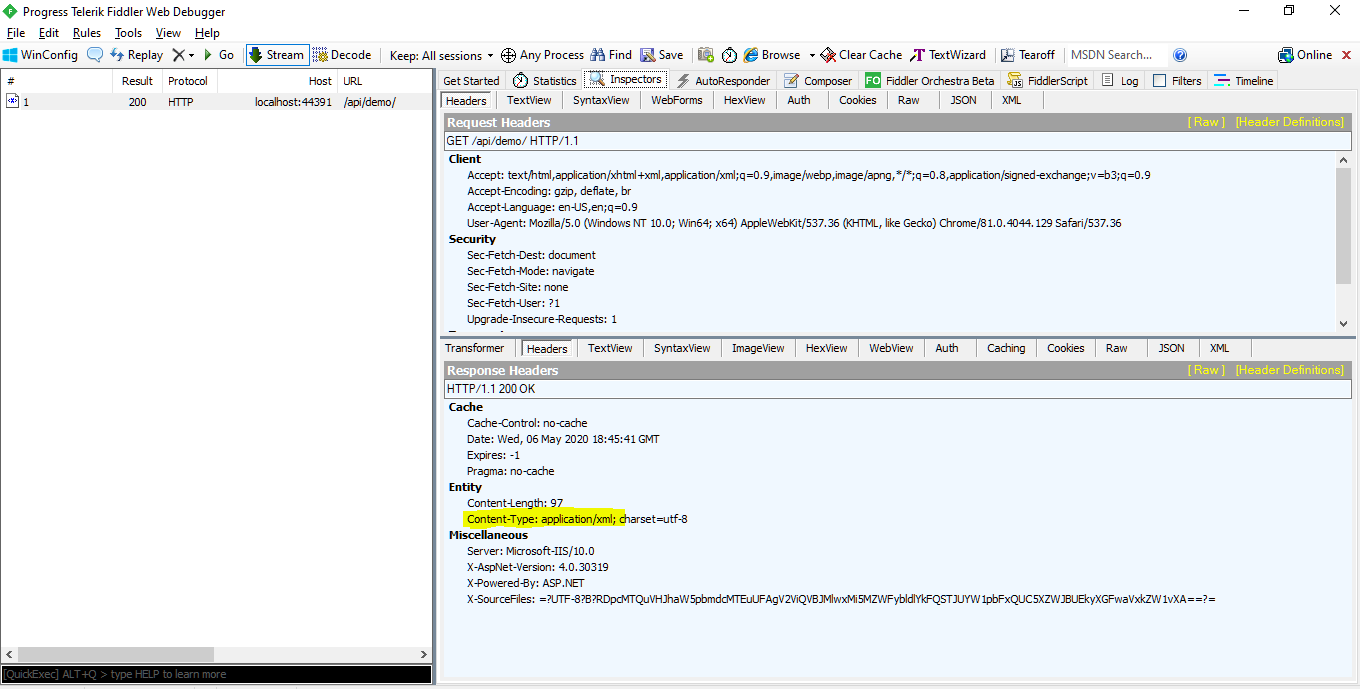 Progress Telerik Fiddler Web Debugger
File Edit Rules Tools View Help
WinConfig Replay Go Stream Decode Keep: All sessions Any Process Find Save Browse Clear Cache TextWizard Tearoff MSDN Search... Online
# Result Protocol Host URL
1 200 HTTP localhost:44391 /api/demo/
Get Started Statistics Inspectors AutoResponder Composer FO Fiddler Orchestra Beta FiddlerScript Log Filters Timeline
Headers TextView SyntaxView WebForms HexView Auth Cookies Raw JSON XML
Request Headers [ Raw ] [Header Definitions]
GET /api/demo/ HTTP/1.1
Client
Accept: text/html,application/xhtml+xml,application/xml;q=0.9,image/webp,image/apng,*/*;q=0.8,application/signed-exchange;v=b3;q=0.9
Accept-Encoding: gzip, deflate, br
Accept-Language: en-US,en;q=0.9
User-Agent: Mozilla/5.0 (Windows NT 10.0; Win64; x64) AppleWebKit/537.36 (KHTML, like Gecko) Chrome/81.0.4044.129 Safari/537.36
Security
Sec-Fetch-Dest: document
Sec-Fetch-Mode: navigate
Sec-Fetch-Site: none
Sec-Fetch-User: ?1
Upgrade-Insecure-Requests: 1
Transformer Headers TextView SyntaxView ImageView HexView WebView Auth Caching Cookies Raw JSON XML
Response Headers [ Raw ] [Header Definitions]
HTTP/1.1 200 OK
Cache
Cache-Control: no-cache
Date: Wed, 06 May 2020 18:45:41 GMT
Expires: -1
Pragma: no-cache
Entity
Content-Length: 97
Content-Type: application/xml; charset=utf-8
Miscellaneous
Server: Microsoft-IIS/10.0
X-AspNet-Version: 4.0.30319
X-Powered-By: ASP.NET
X-SourceFiles: =?UTF-8?B?RDpcMTQuVHJhaW5pbmdcMTEuUFAgV2ViQVBJMlwxMi5MZWFybldlYkFQSTJUYW1pbFxQUC5XZWJBUEkyXGFwaVxkZW1vXA==?=
[QuickExec] ALT+Q > type HELP to learn more